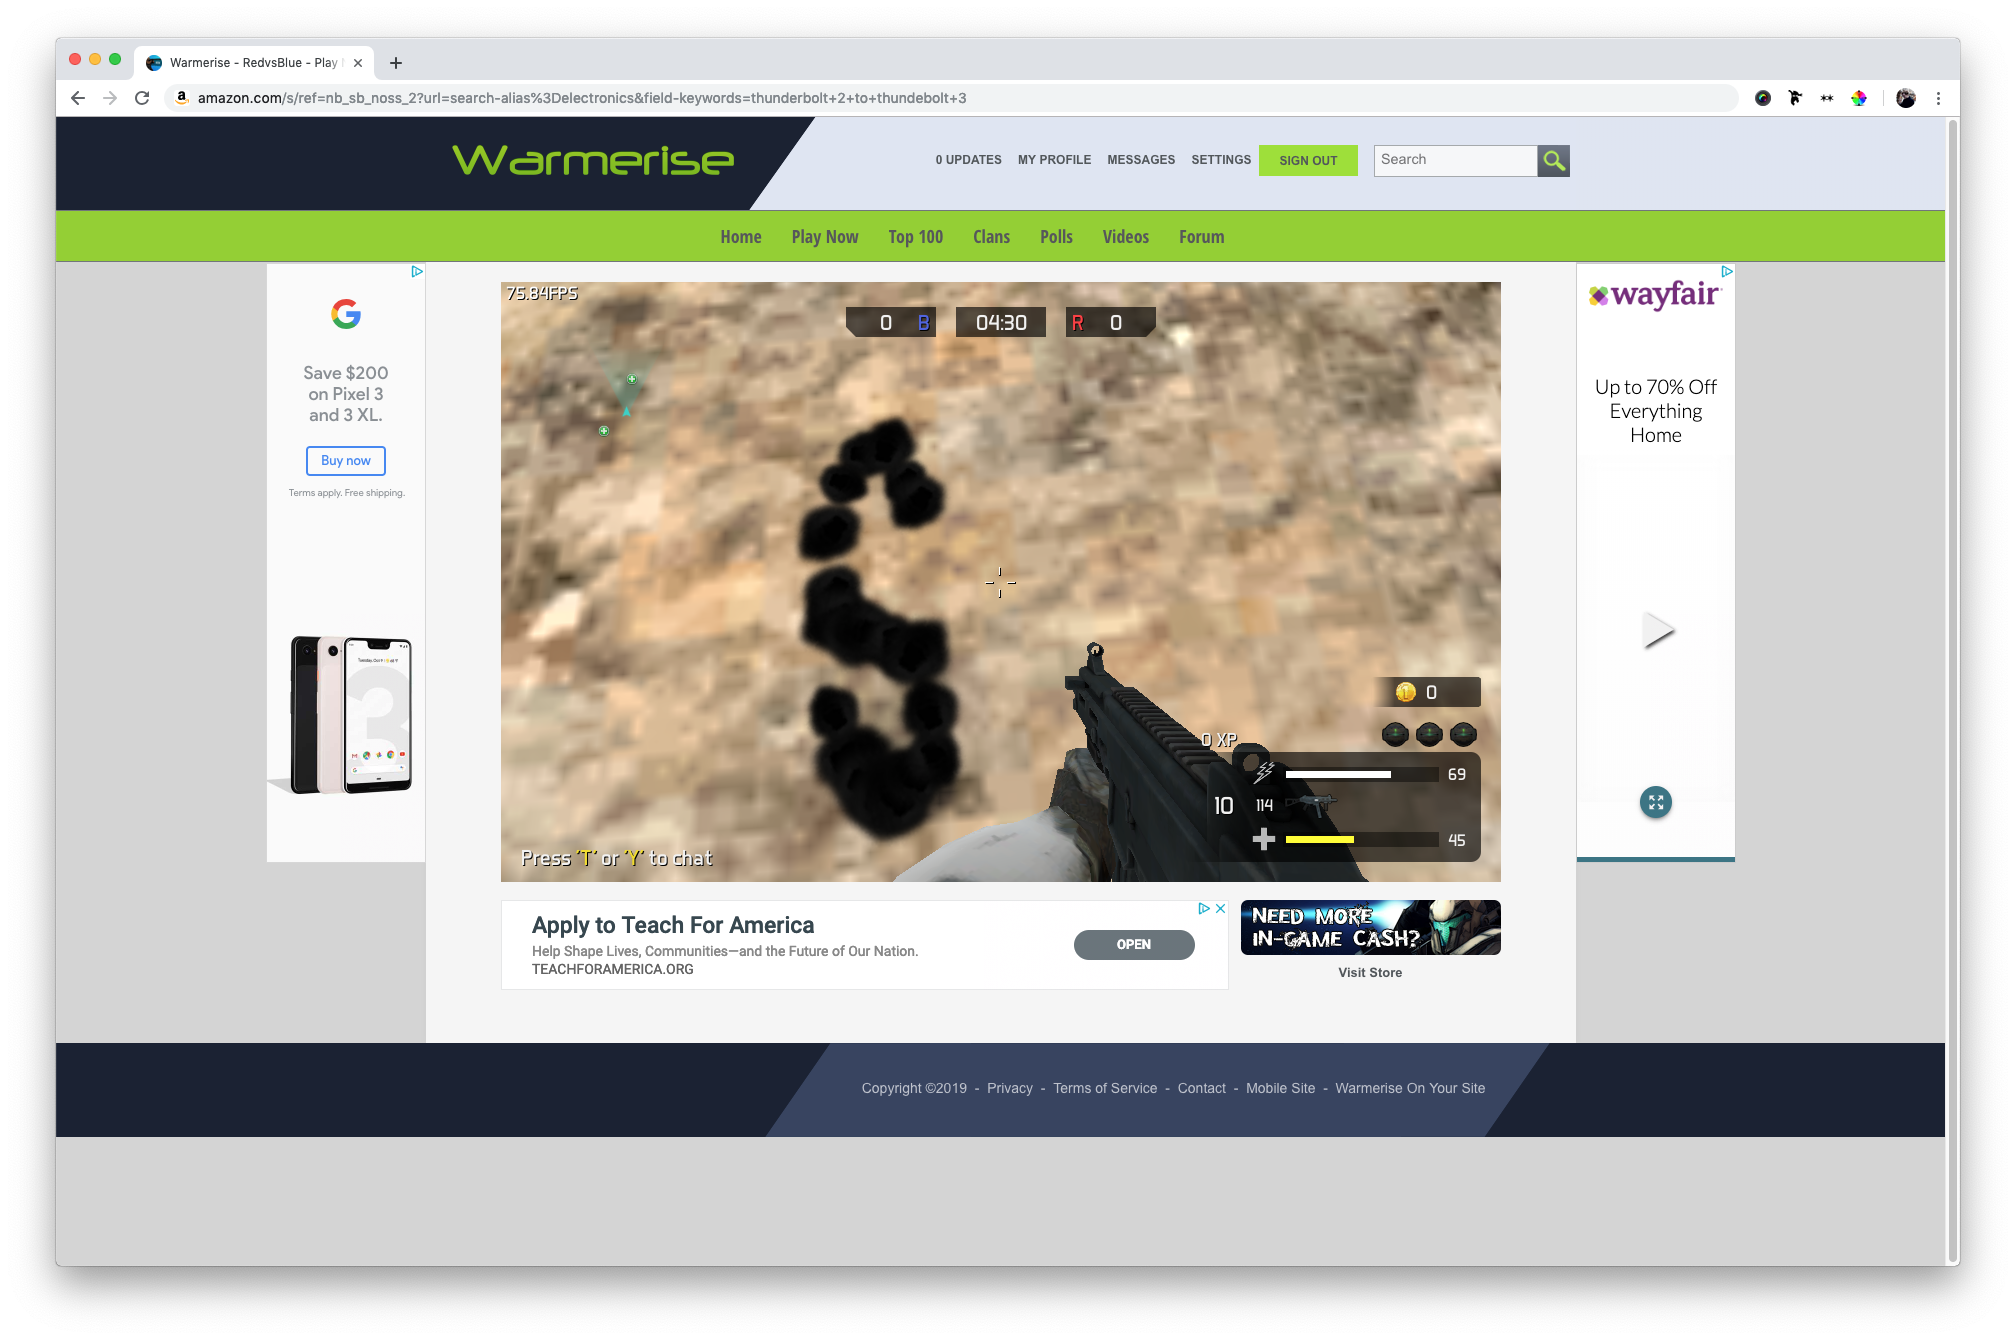 Warmerise - RedvsBlue - Play
amazon.com/s/ref=nb_sb_noss_2?url=search-alias%3Delectronics&field-keywords=thunderbolt+2+to+thundebolt+3
Warmerise
0 UPDATES MY PROFILE MESSAGES SETTINGS SIGN OUT Search
Home Play Now Top 100 Clans Polls Videos Forum
Save $200
on Pixel 3
and 3 XL.
Buy now
Terms apply. Free shipping.
75.84FPS
0 B 04:30 R 0
S
0
0 XP
69
10 114
45
Press 'T' or 'Y' to chat
wayfair
Up to 70% Off
Everything
Home
Apply to Teach For America
Help Shape Lives, Communities—and the Future of Our Nation.
TEACHFORAMERICA.ORG
OPEN
NEED MORE
IN-GAME CASH?
Visit Store
Copyright ©2019 - Privacy - Terms of Service - Contact - Mobile Site - Warmerise On Your Site